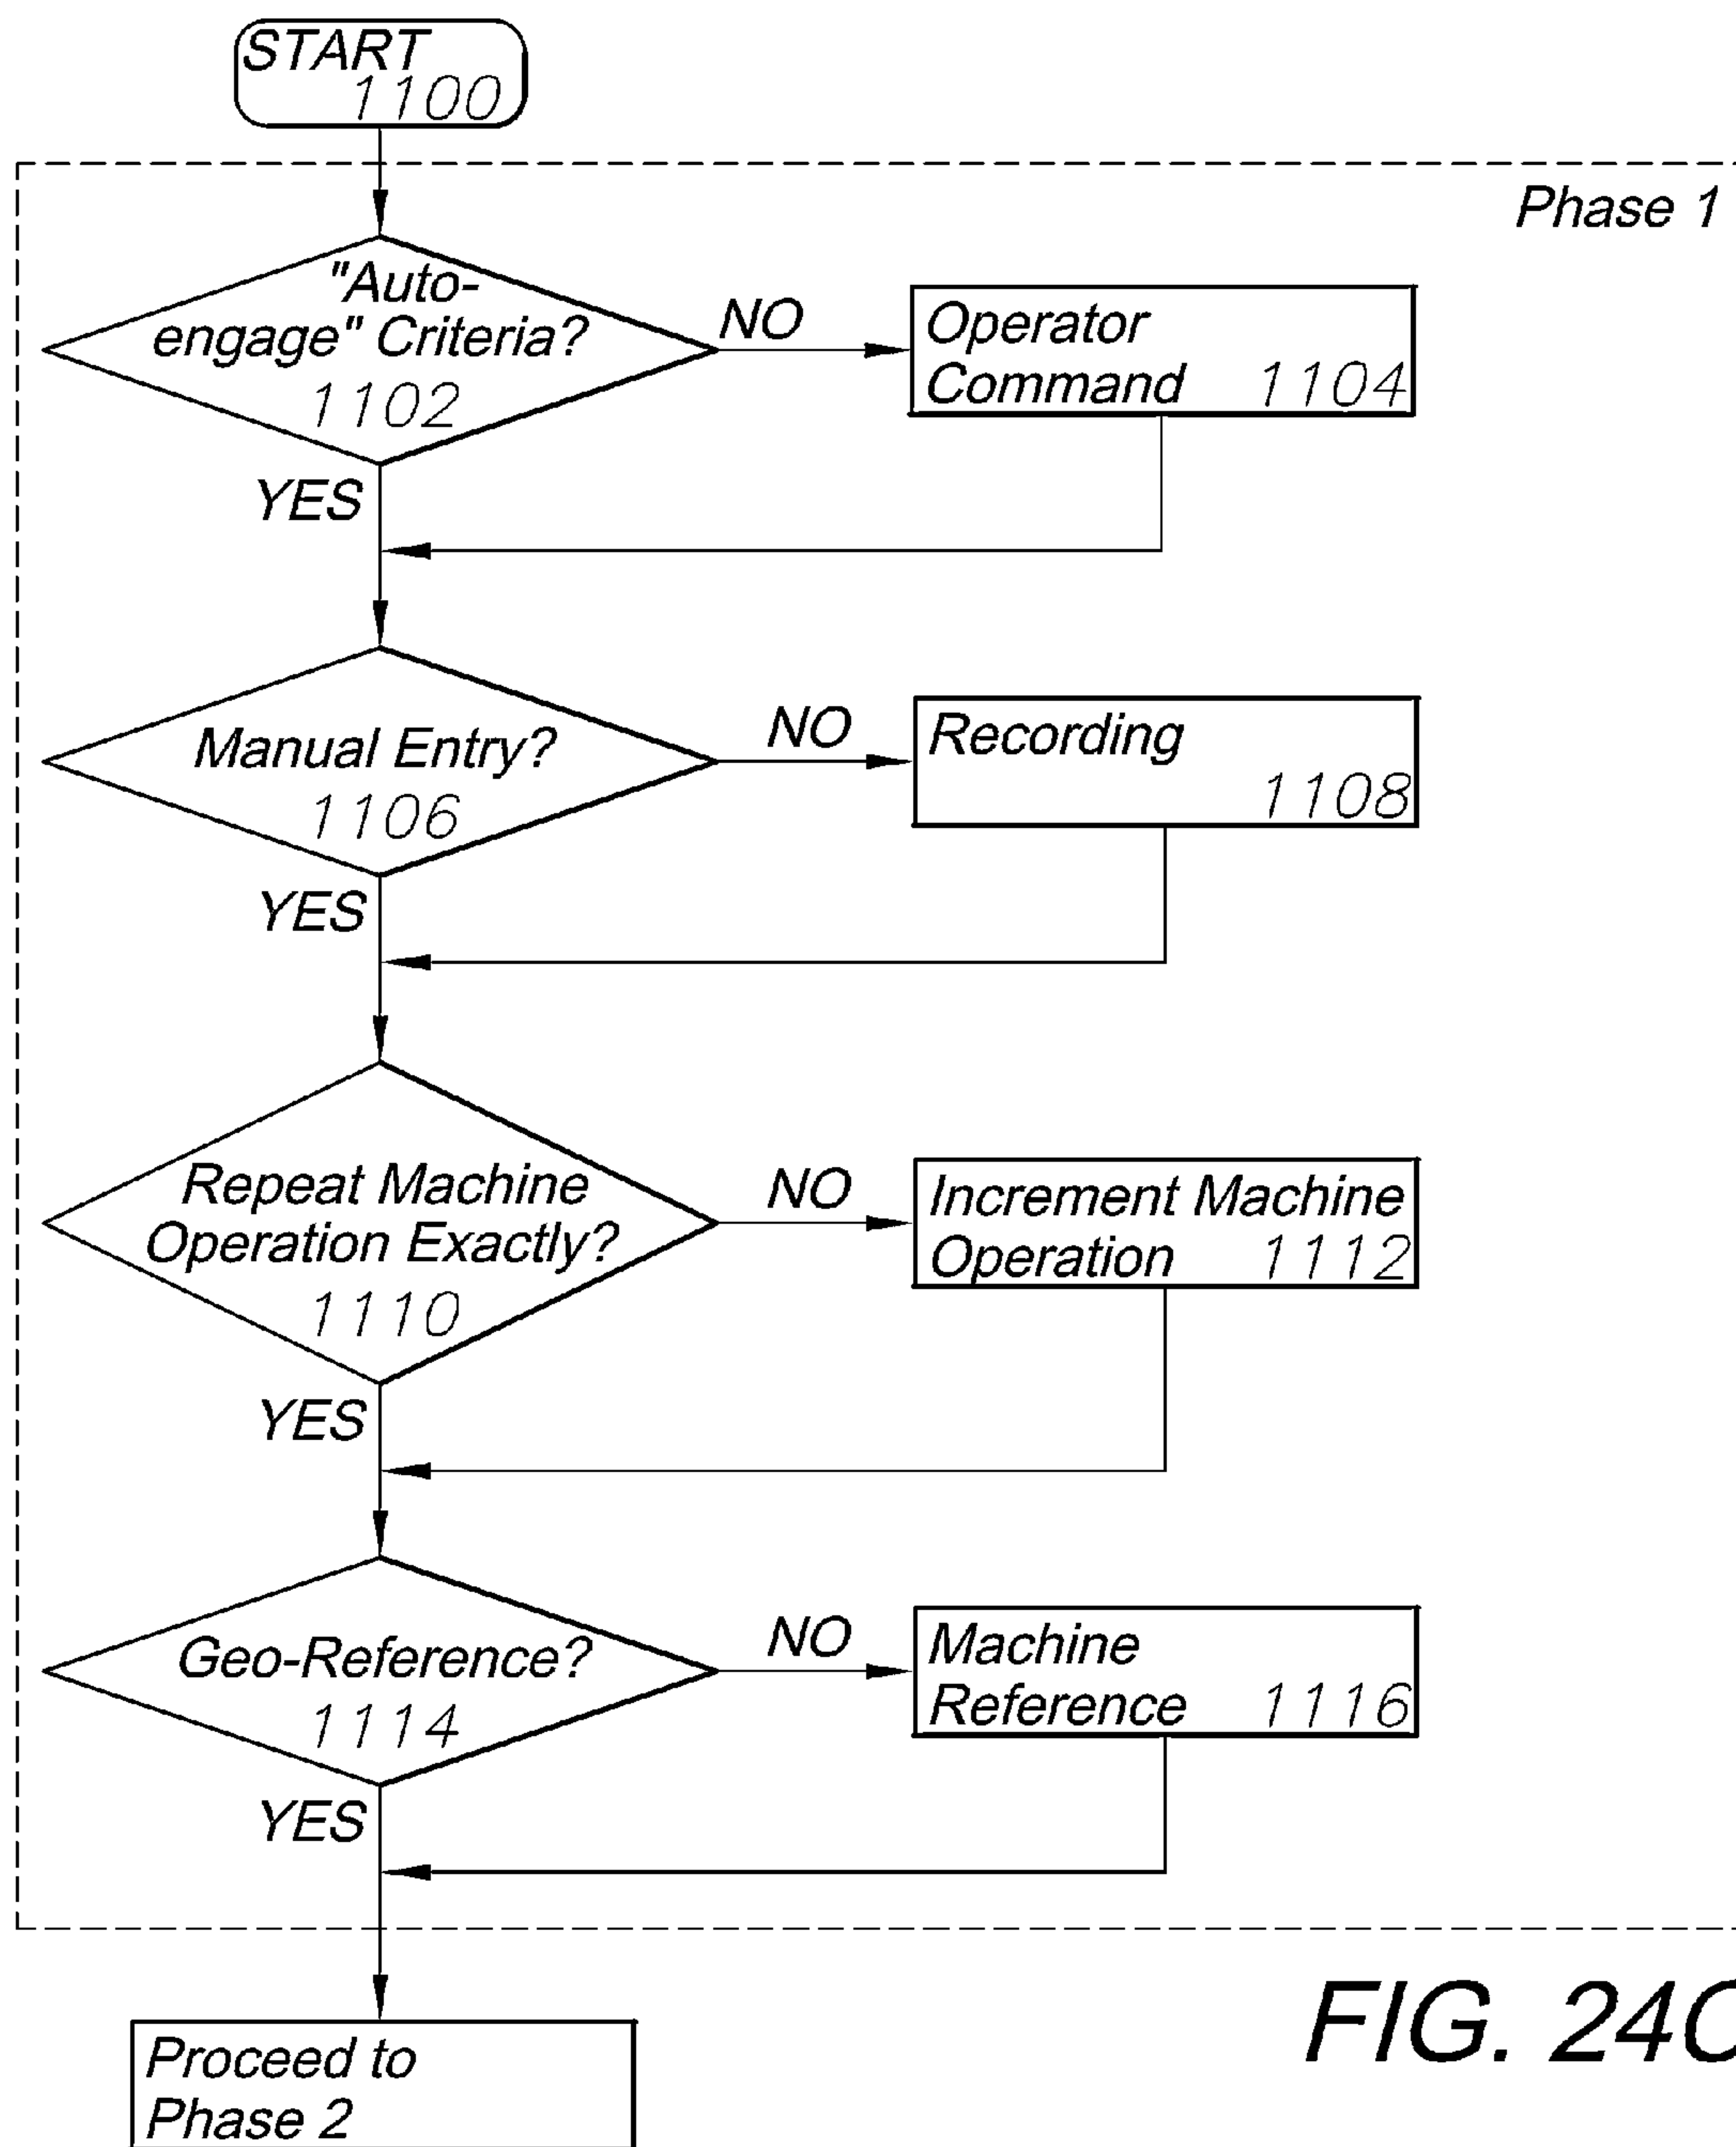 START
1100
Phase 1
"Auto-
engage" Criteria?
1102
NO
Operator
Command 1104
YES
Manual Entry?
1106
NO
Recording
1108
YES
Repeat Machine
Operation Exactly?
1110
NO
Increment Machine
Operation 1112
YES
Geo-Reference?
1114
NO
Machine
Reference 1116
YES
Proceed to
Phase 2
FIG.